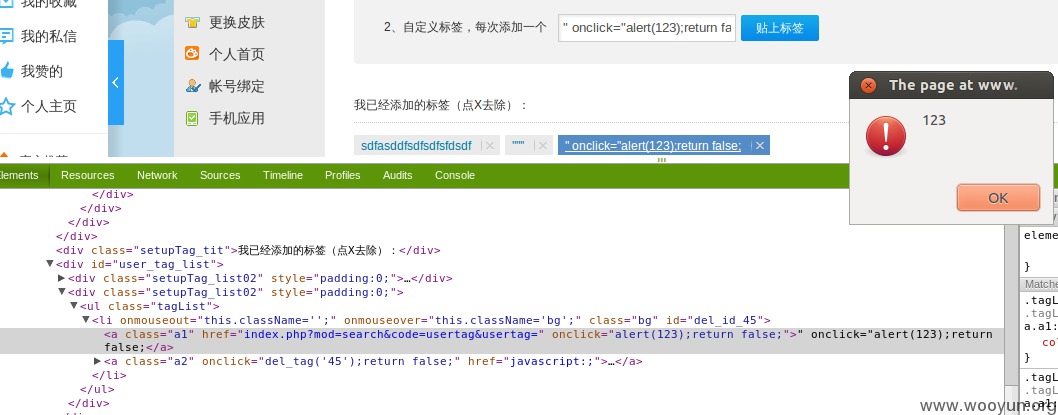 我的收藏
我的私信
我赞的
个人主页
更换皮肤
个人首页
帐号绑定
手机应用
2、自定义标签，每次添加一个
" onclick="alert(123);return fa
贴上标签
我已经添加的标签（点X去除）：
sdfasddfsdfsdfsfdsdf
"""
" onclick="alert(123);return false;
The page at www.
123
OK
Elements Resources Network Sources Timeline Profiles Audits Console
</div>
</div>
</div>
</div>
<div class="setupTag_tit">我已经添加的标签（点X去除）：</div>
<div id="user_tag_list">
<div class="setupTag_list02" style="padding:0;">…</div>
<div class="setupTag_list02" style="padding:0;">
<ul class="tagList">
<li onmouseout="this.className='';" onmouseover="this.className='bg';" class="bg" id="del_id_45">
<a class="a1" href="index.php?mod=search&code=usertag&usertag=" onclick="alert(123);return false;">" onclick="alert(123);return
false;</a>
<a class="a2" onclick="del_tag('45');return false;" href="javascript:;">…</a>
</li>
</ul>
</div>
eleme
}
Matche
.tagL
.tagL
a.a1:
co
}
.tagL
.tagL
www.wooyun.org